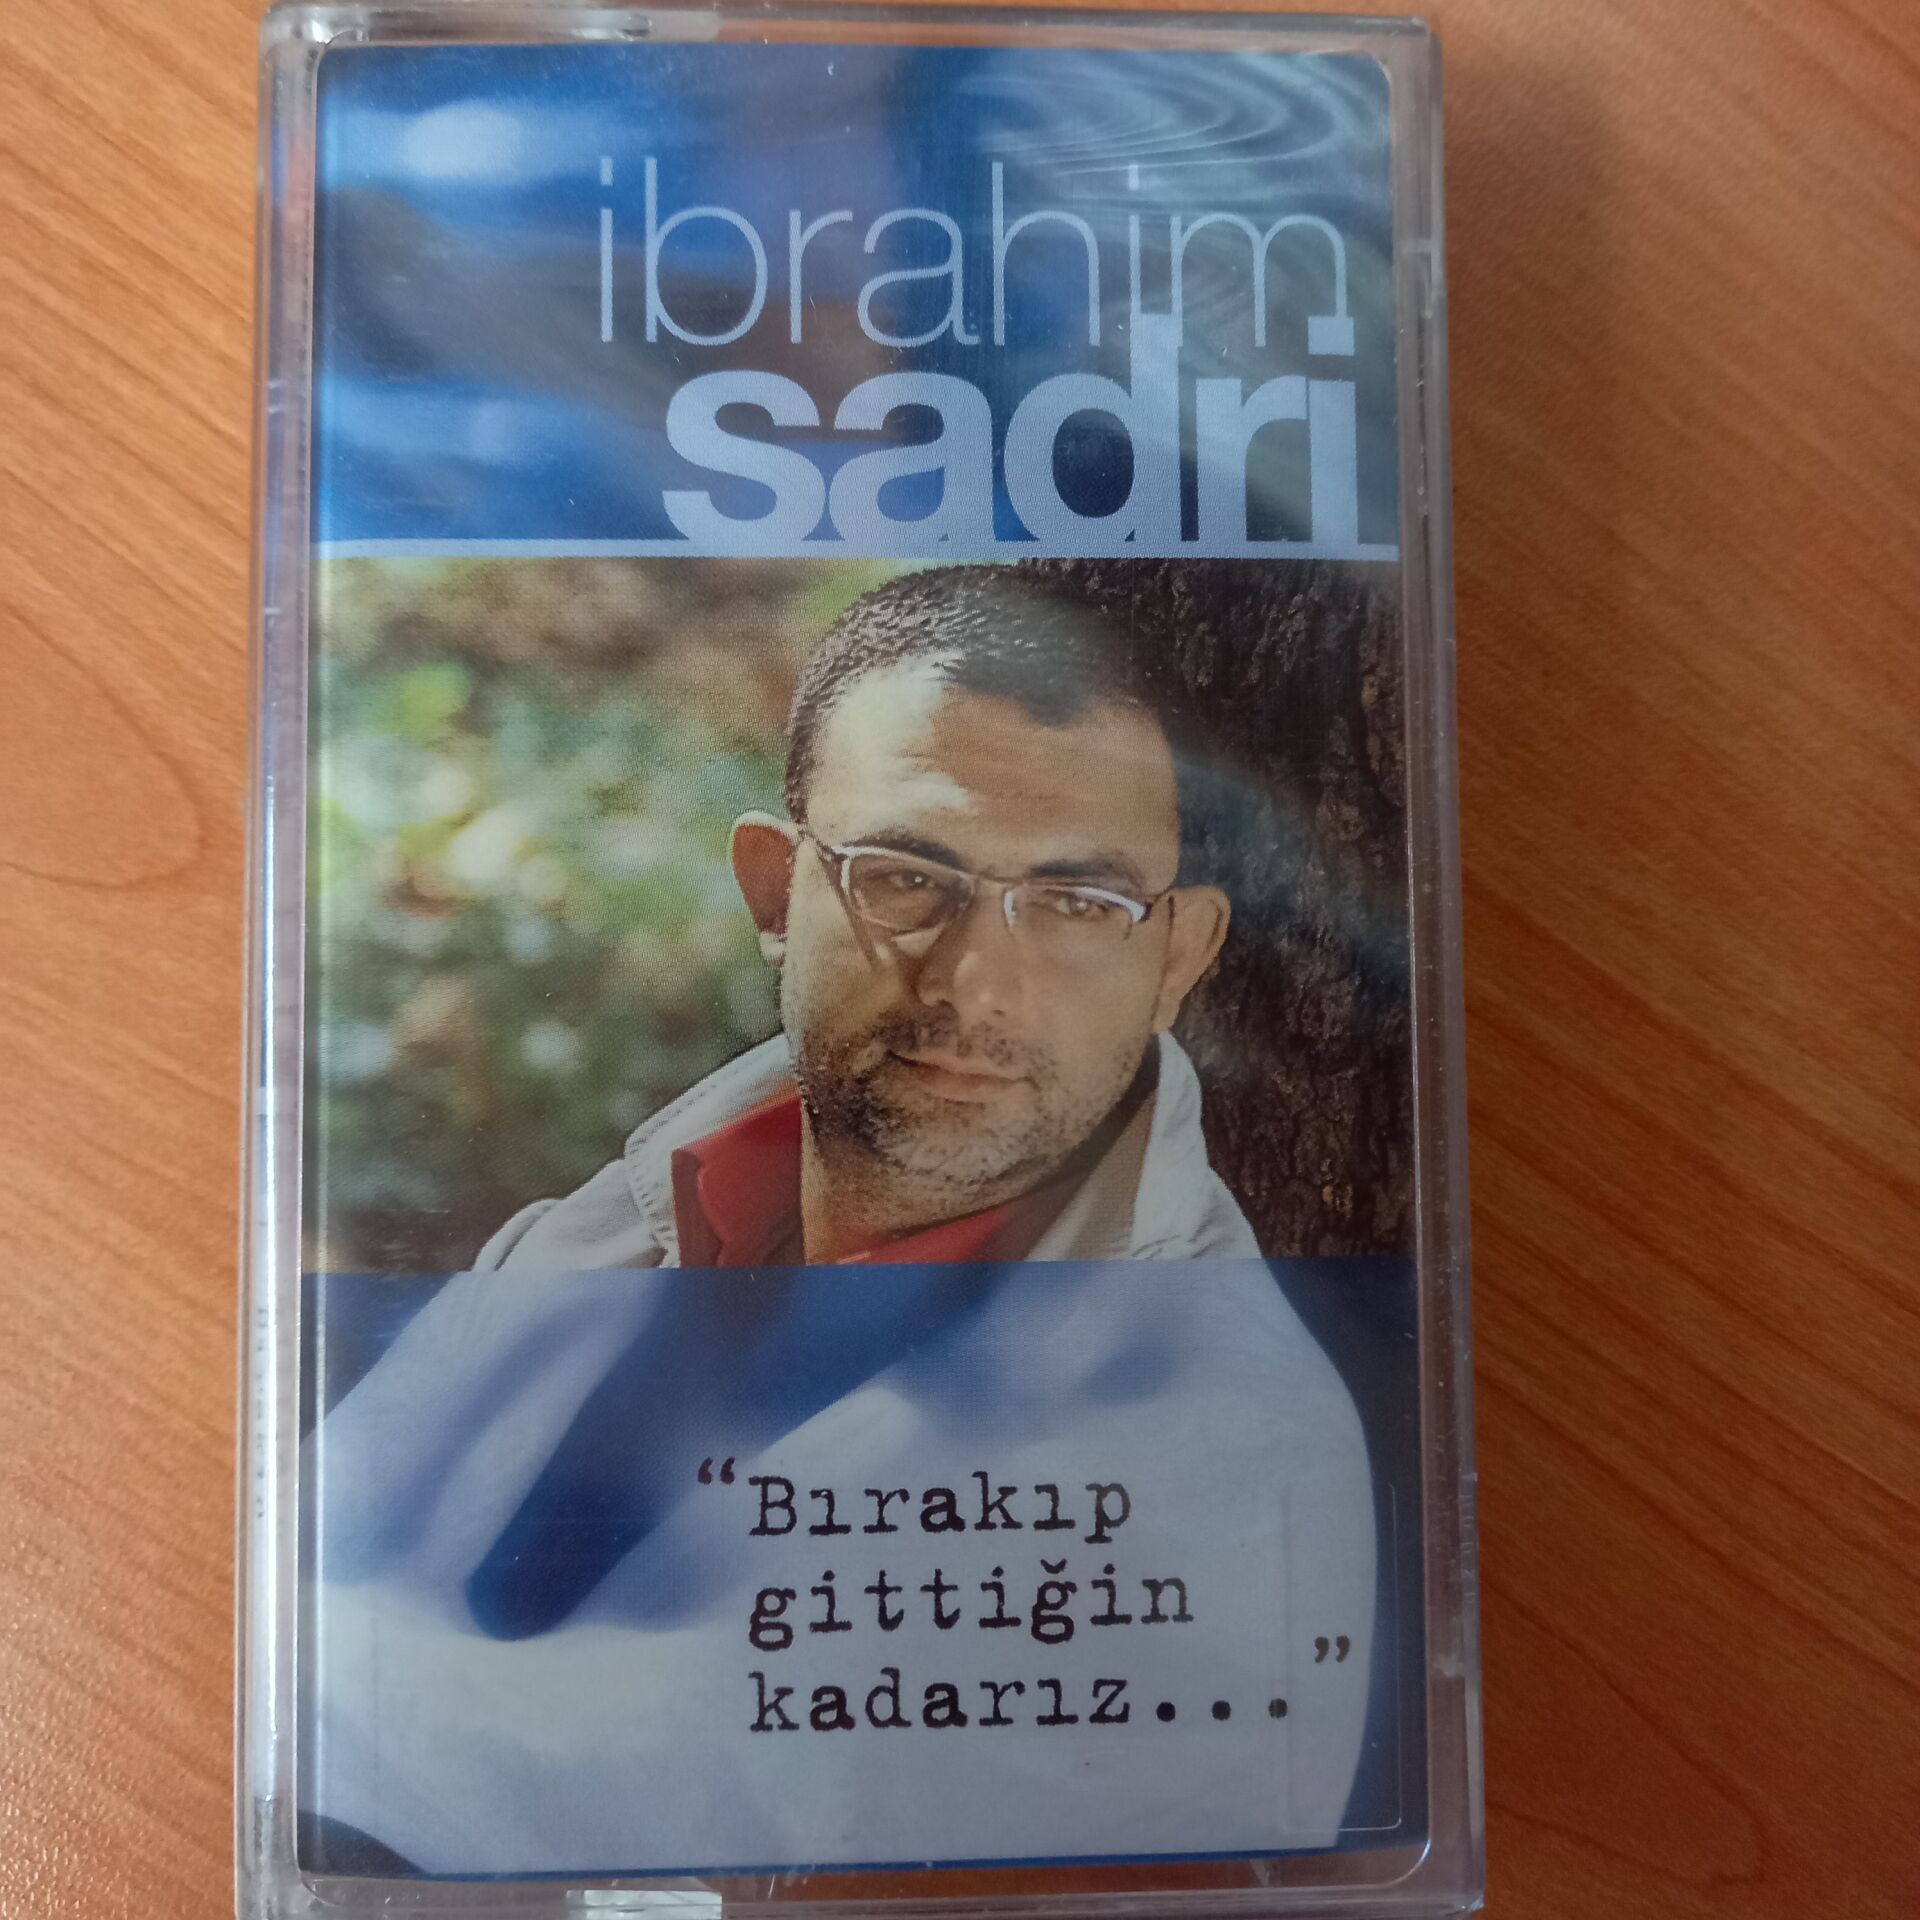 ibrahim
sadri
“Bırakıp
gittiğin
kadarız...”